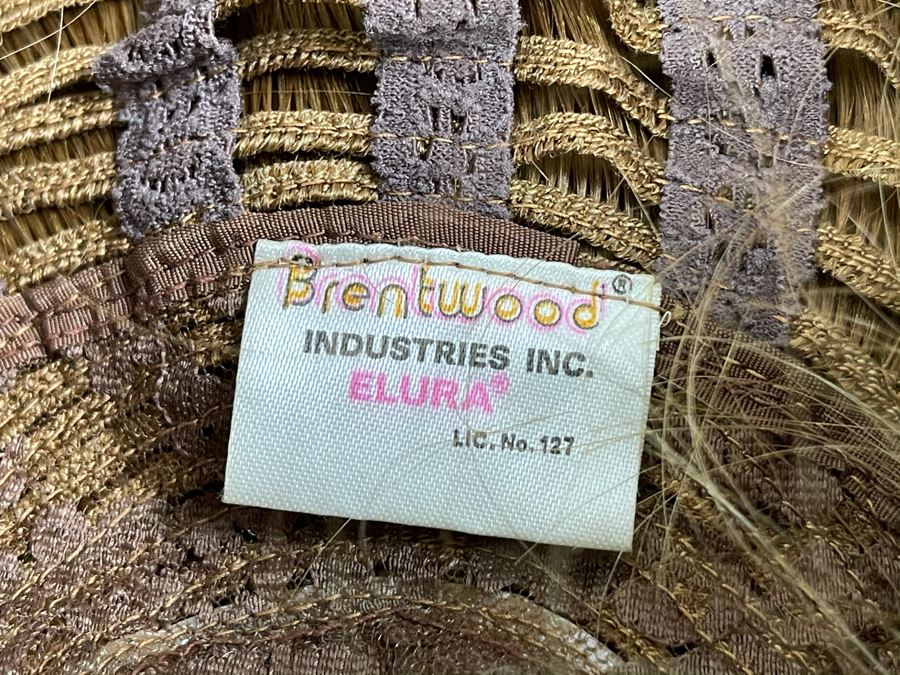 Brentwood®
INDUSTRIES INC.
ELURA®
LIC. No. 127